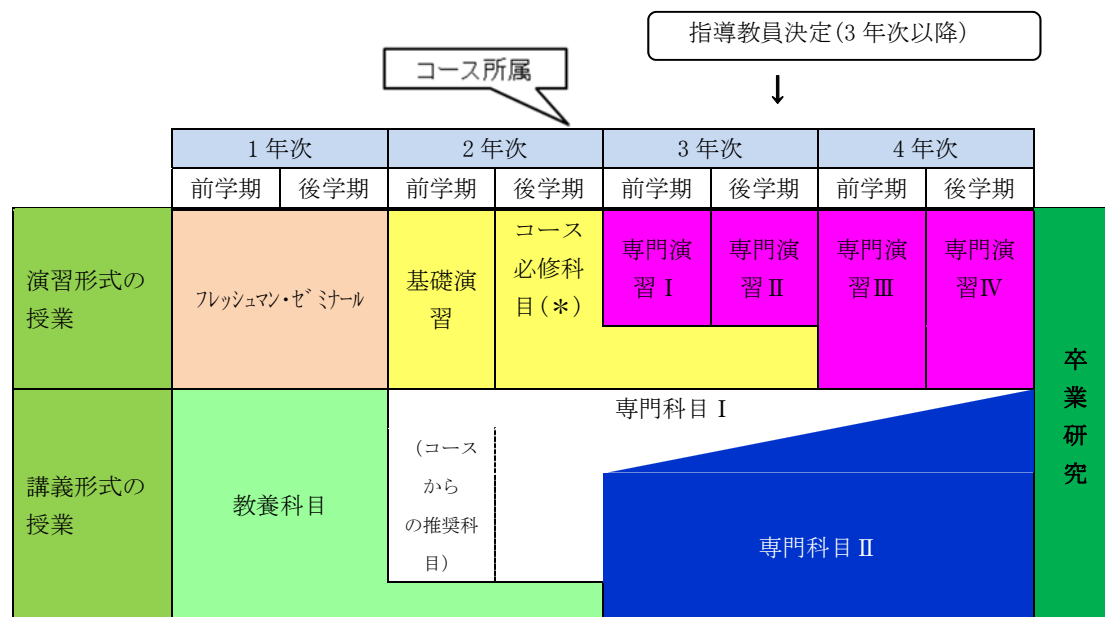 指導教員決定(3 年次以降)
コース所属
1 年次
2 年次
3 年次
4 年次
前学期
後学期
前学期
後学期
前学期
後学期
前学期
後学期
演習形式の
授業
フレッシュマン・ゼミナール
基礎演
習
コース
必修科
目(＊)
専門演
習 Ⅰ
専門演
習 Ⅱ
専門演
習Ⅲ
専門演
習Ⅳ
講義形式の
授業
教養科目
専門科目 Ⅰ
(コース
から
の推奨科
目)
専門科目 Ⅱ
卒
業
研
究